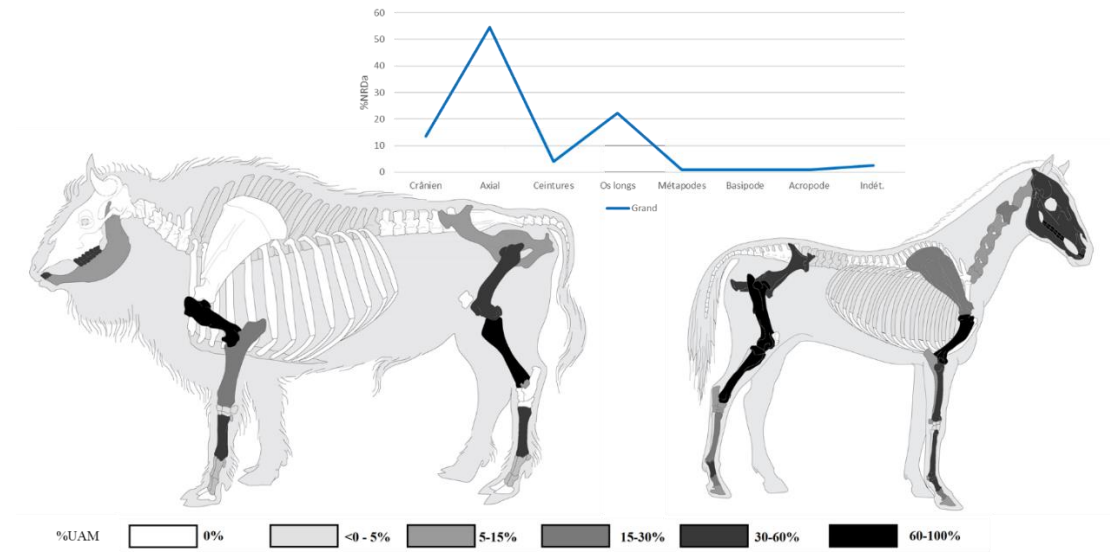 60
50
40
30
20
10
0
%NRDa
Crânien Axial Ceintures Os longs Métapodes Basipode Acropode Indét.
Grand
%UAM 0% <0 - 5% 5-15% 15-30% 30-60% 60-100%